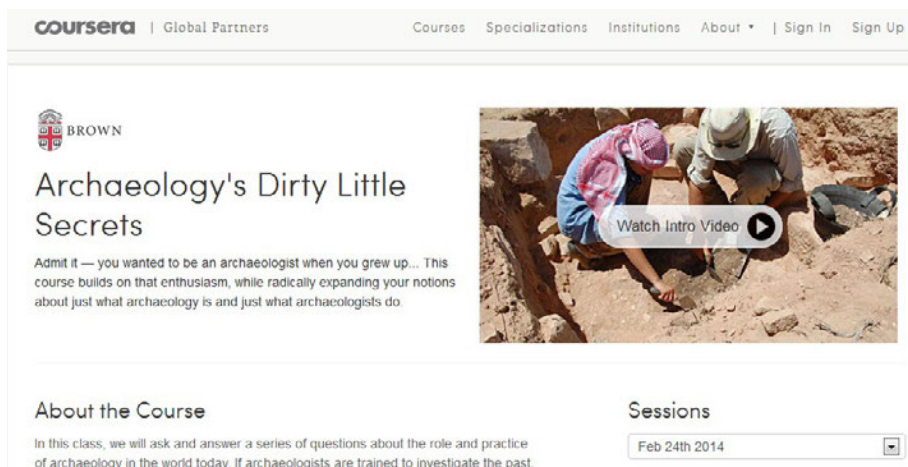 coursera | Global Partners Courses Specializations Institutions About ▾ | Sign In Sign Up
BROWN
Archaeology's Dirty Little
Secrets
Admit it — you wanted to be an archaeologist when you grew up... This
course builds on that enthusiasm, while radically expanding your notions
about just what archaeology is and just what archaeologists do.
Watch Intro Video
About the Course
In this class, we will ask and answer a series of questions about the role and practice
of archaeology in the world today. If archaeologists are trained to investigate the past,
Sessions
Feb 24th 2014